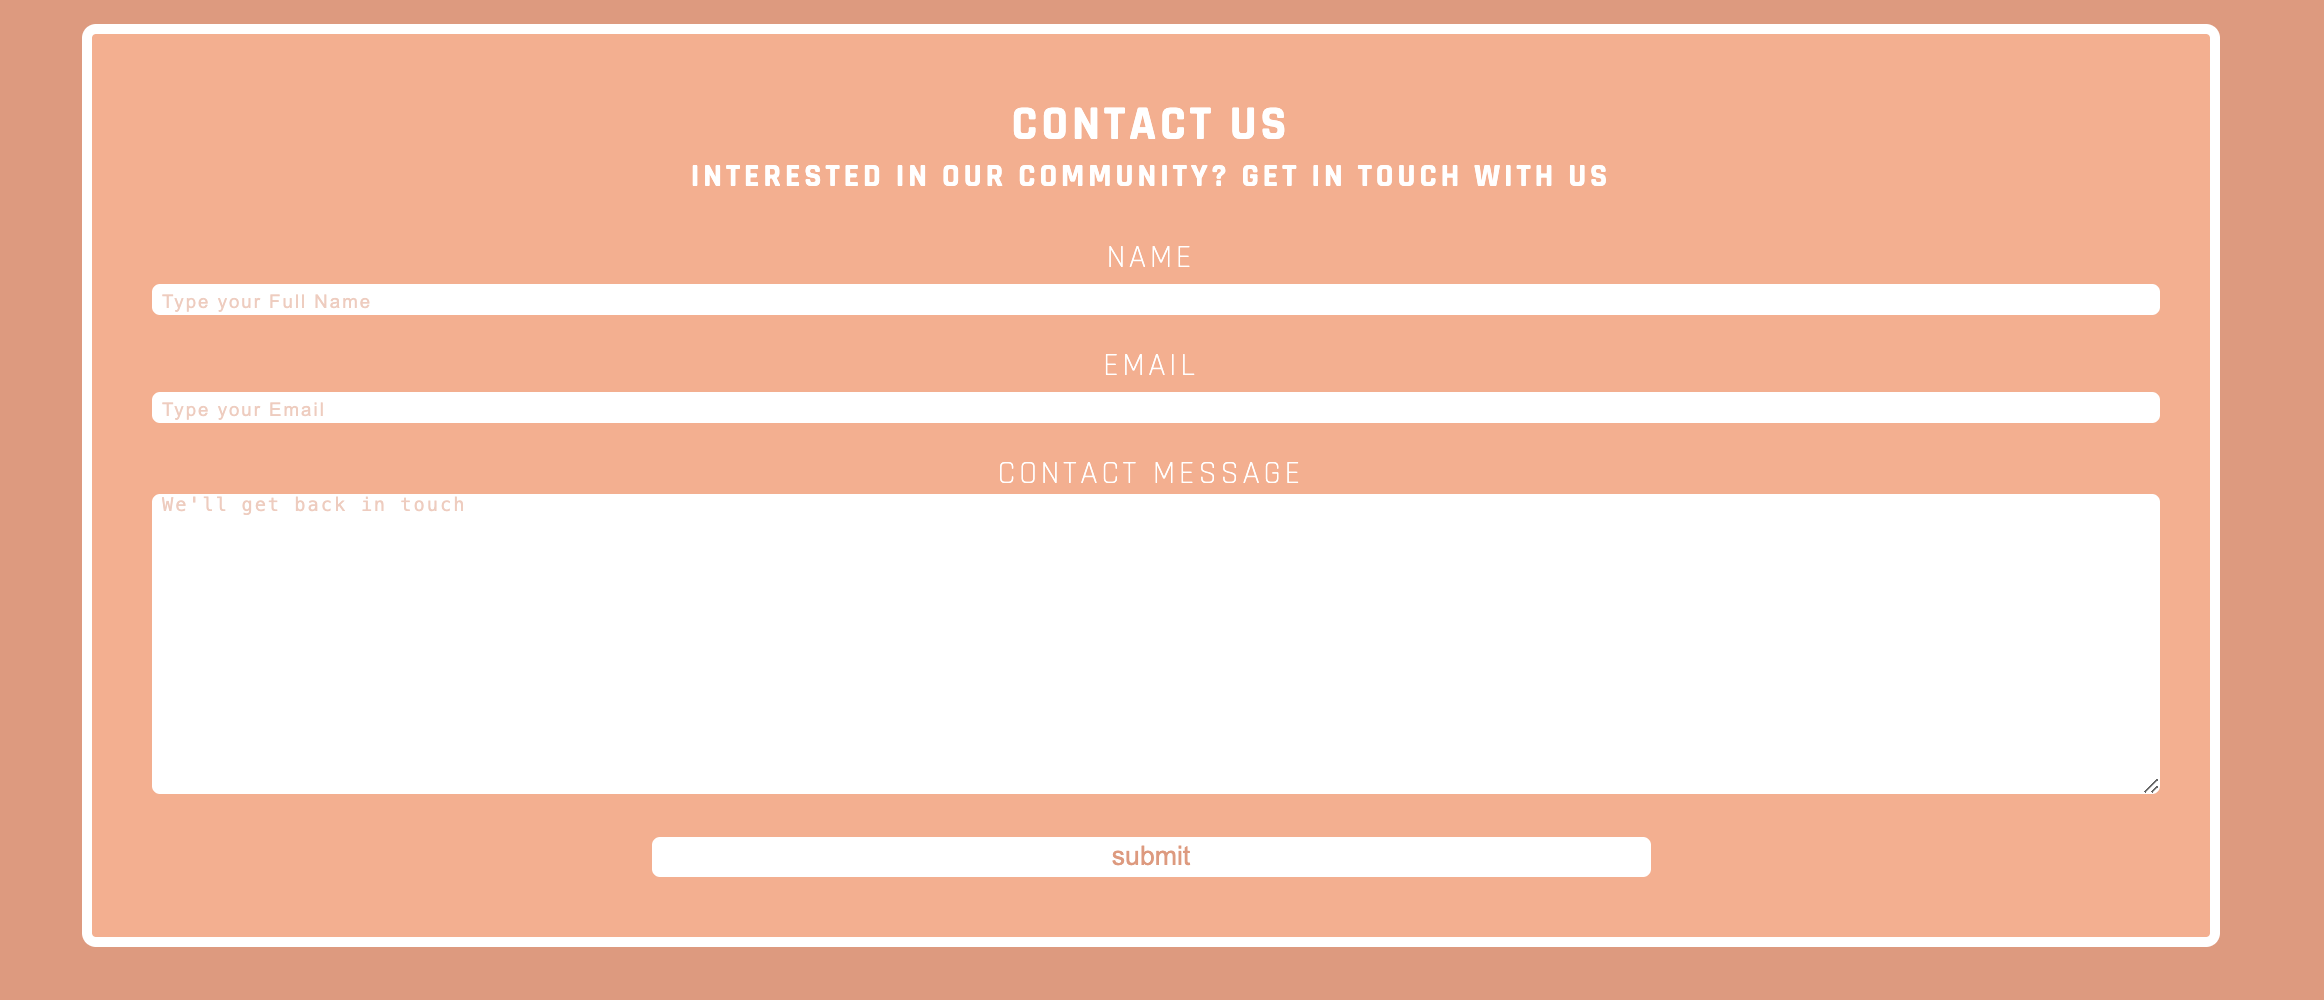 CONTACT US
INTERESTED IN OUR COMMUNITY? GET IN TOUCH WITH US
NAME
Type your Full Name
EMAIL
Type your Email
CONTACT MESSAGE
We'll get back in touch
submit